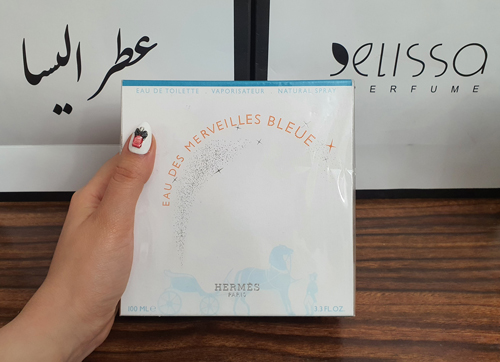 عطر اليسا
elissa
PERFUME
EAU DE TOILETTE VAPORISATEUR NATURAL SPRAY
EAU DES MERVEILLES BLEUE
HERMÈS
PARIS
100 ML℮ 3.3 FL.OZ.